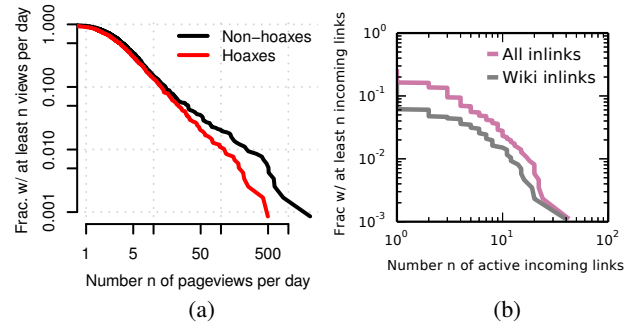 Frac. w/ at least n views per day
1.000
0.100
0.010
0.001
Non-hoaxes
Hoaxes
1 5 50 500
Number n of pageviews per day
(a)
Frac w/ at least n incoming links
10^0
10^-1
10^-2
10^-3
All inlinks
Wiki inlinks
10^0 10^1 10^2
Number n of active incoming links
(b)